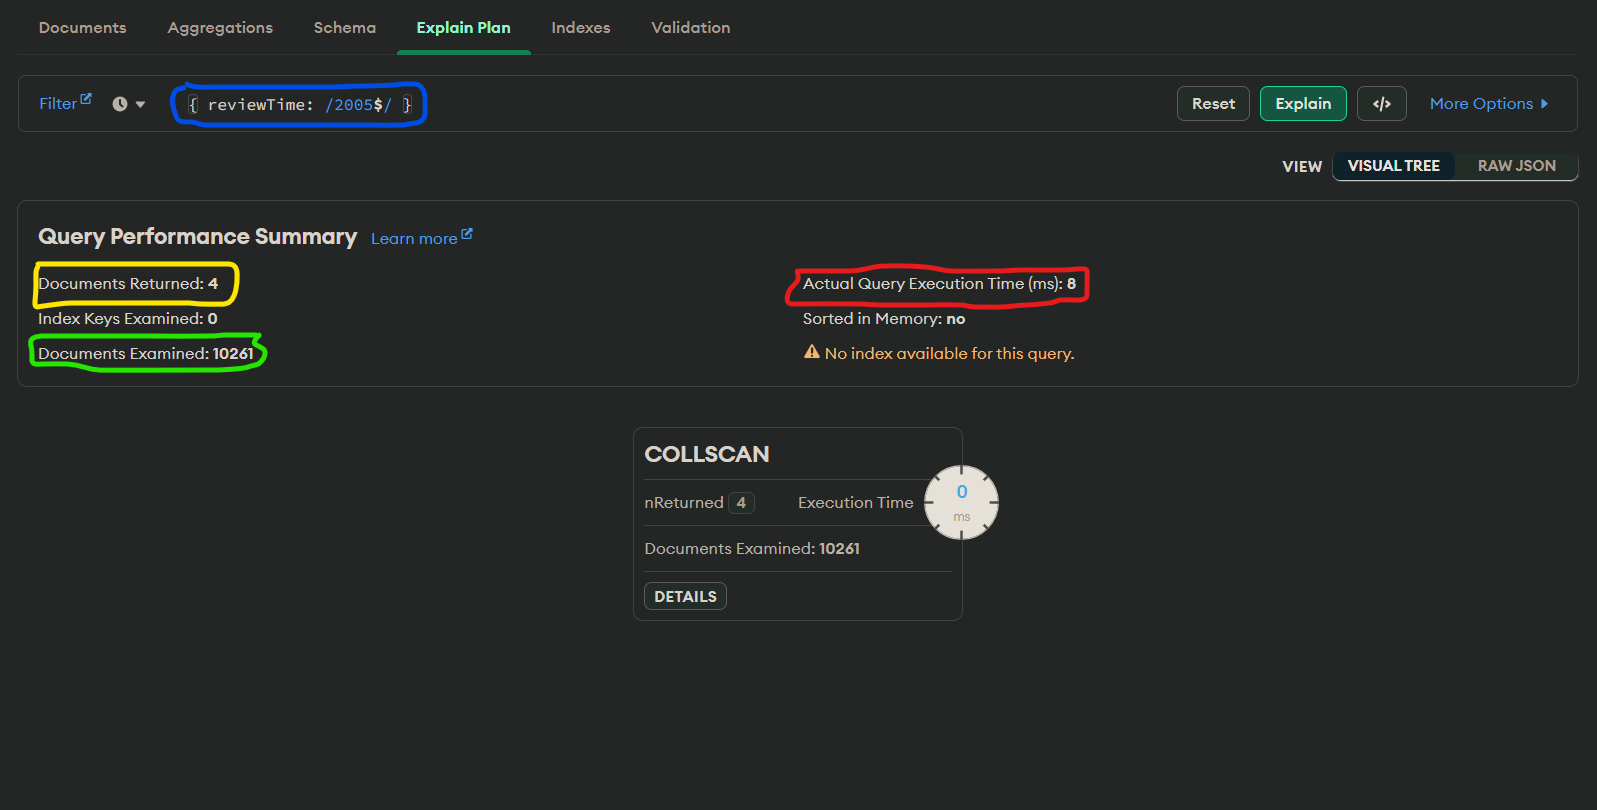 Documents Aggregations Schema Explain Plan Indexes Validation
Filter { reviewTime: /2005$/ } Reset Explain </> More Options
VIEW VISUAL TREE RAW JSON
Query Performance Summary Learn more
Documents Returned: 4 Actual Query Execution Time (ms): 8
Index Keys Examined: 0 Sorted in Memory: no
Documents Examined: 10261 No index available for this query.
COLLSCAN
nReturned 4 Execution Time 0 ms
Documents Examined: 10261
DETAILS